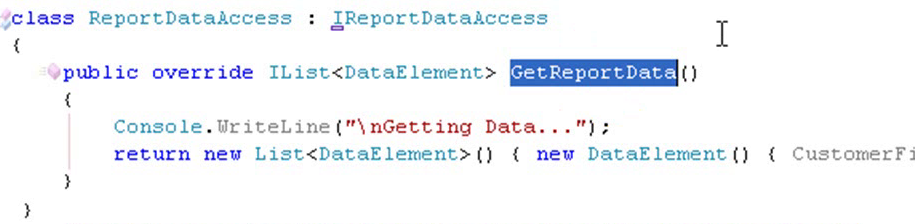 class ReportDataAccess : IReportDataAccess
{
public override IList<DataElement> GetReportData()
{
Console.WriteLine("\nGetting Data...");
return new List<DataElement>() { new DataElement() { CustomerFi
}
}